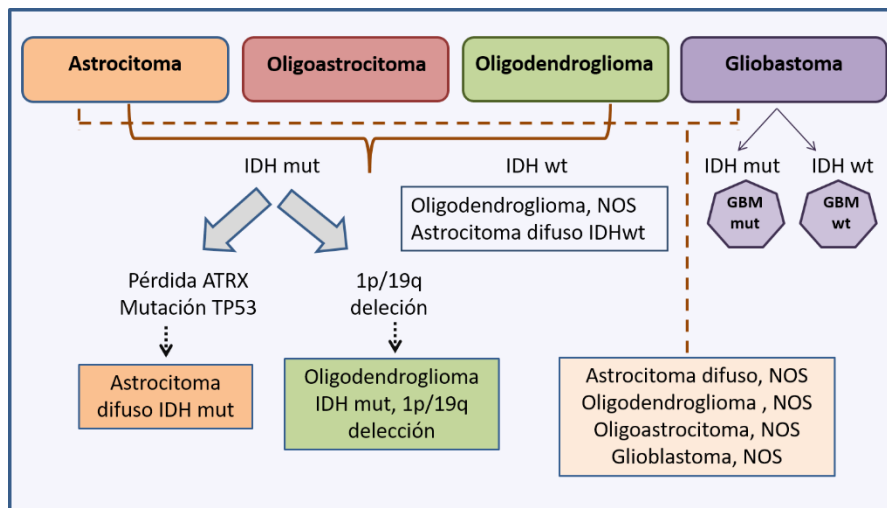 Astrocitoma
Oligoastrocitoma
Oligodendroglioma
Gliobastoma
IDH mut
IDH wt
IDH mut
IDH wt
GBM
mut
GBM
wt
Oligodendroglioma, NOS
Astrocitoma difuso IDHwt
Pérdida ATRX
Mutación TP53
1p/19q
deleción
Astrocitoma
difuso IDH mut
Oligodendroglioma
IDH mut, 1p/19q
delección
Astrocitoma difuso, NOS
Oligodendroglioma , NOS
Oligoastrocitoma, NOS
Glioblastoma, NOS